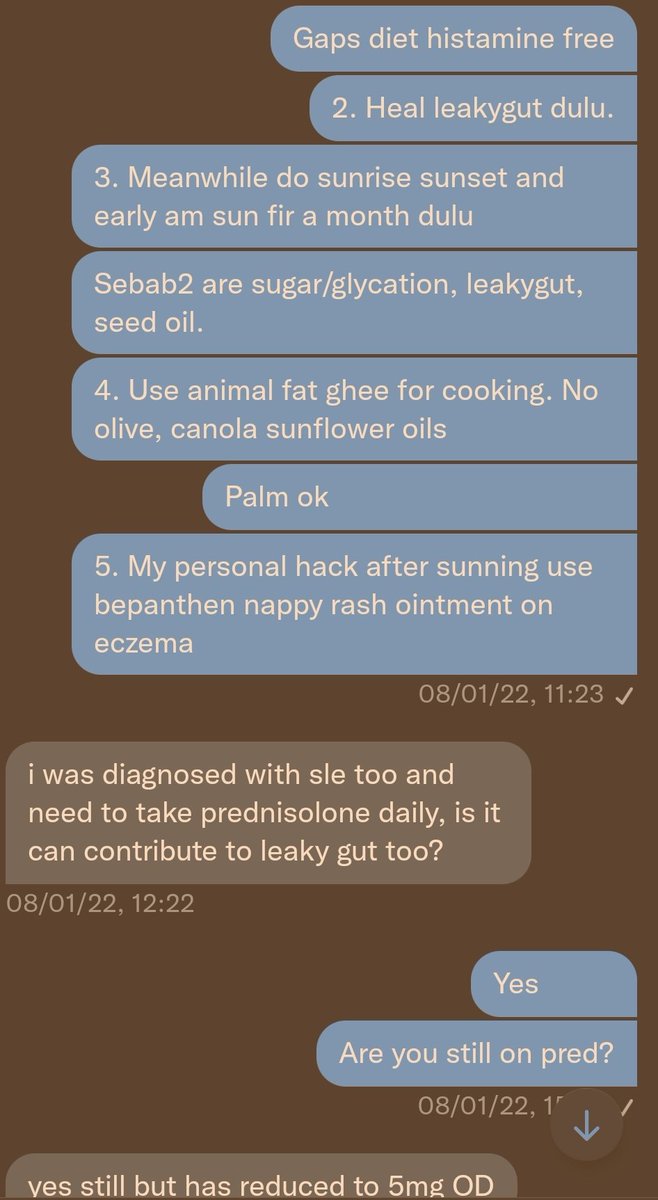 Gaps diet histamine free
2. Heal leakygut dulu.
3. Meanwhile do sunrise sunset and
early am sun fir a month dulu
Sebab2 are sugar/glycation, leakygut,
seed oil.
4. Use animal fat ghee for cooking. No
olive, canola sunflower oils
Palm ok
5. My personal hack after sunning use
bepanthen nappy rash ointment on
eczema
08/01/22, 11:23 ✓
i was diagnosed with sle too and
need to take prednisolone daily, is it
can contribute to leaky gut too?
08/01/22, 12:22
Yes
Are you still on pred?
08/01/22,
yes still but has reduced to 5mg OD